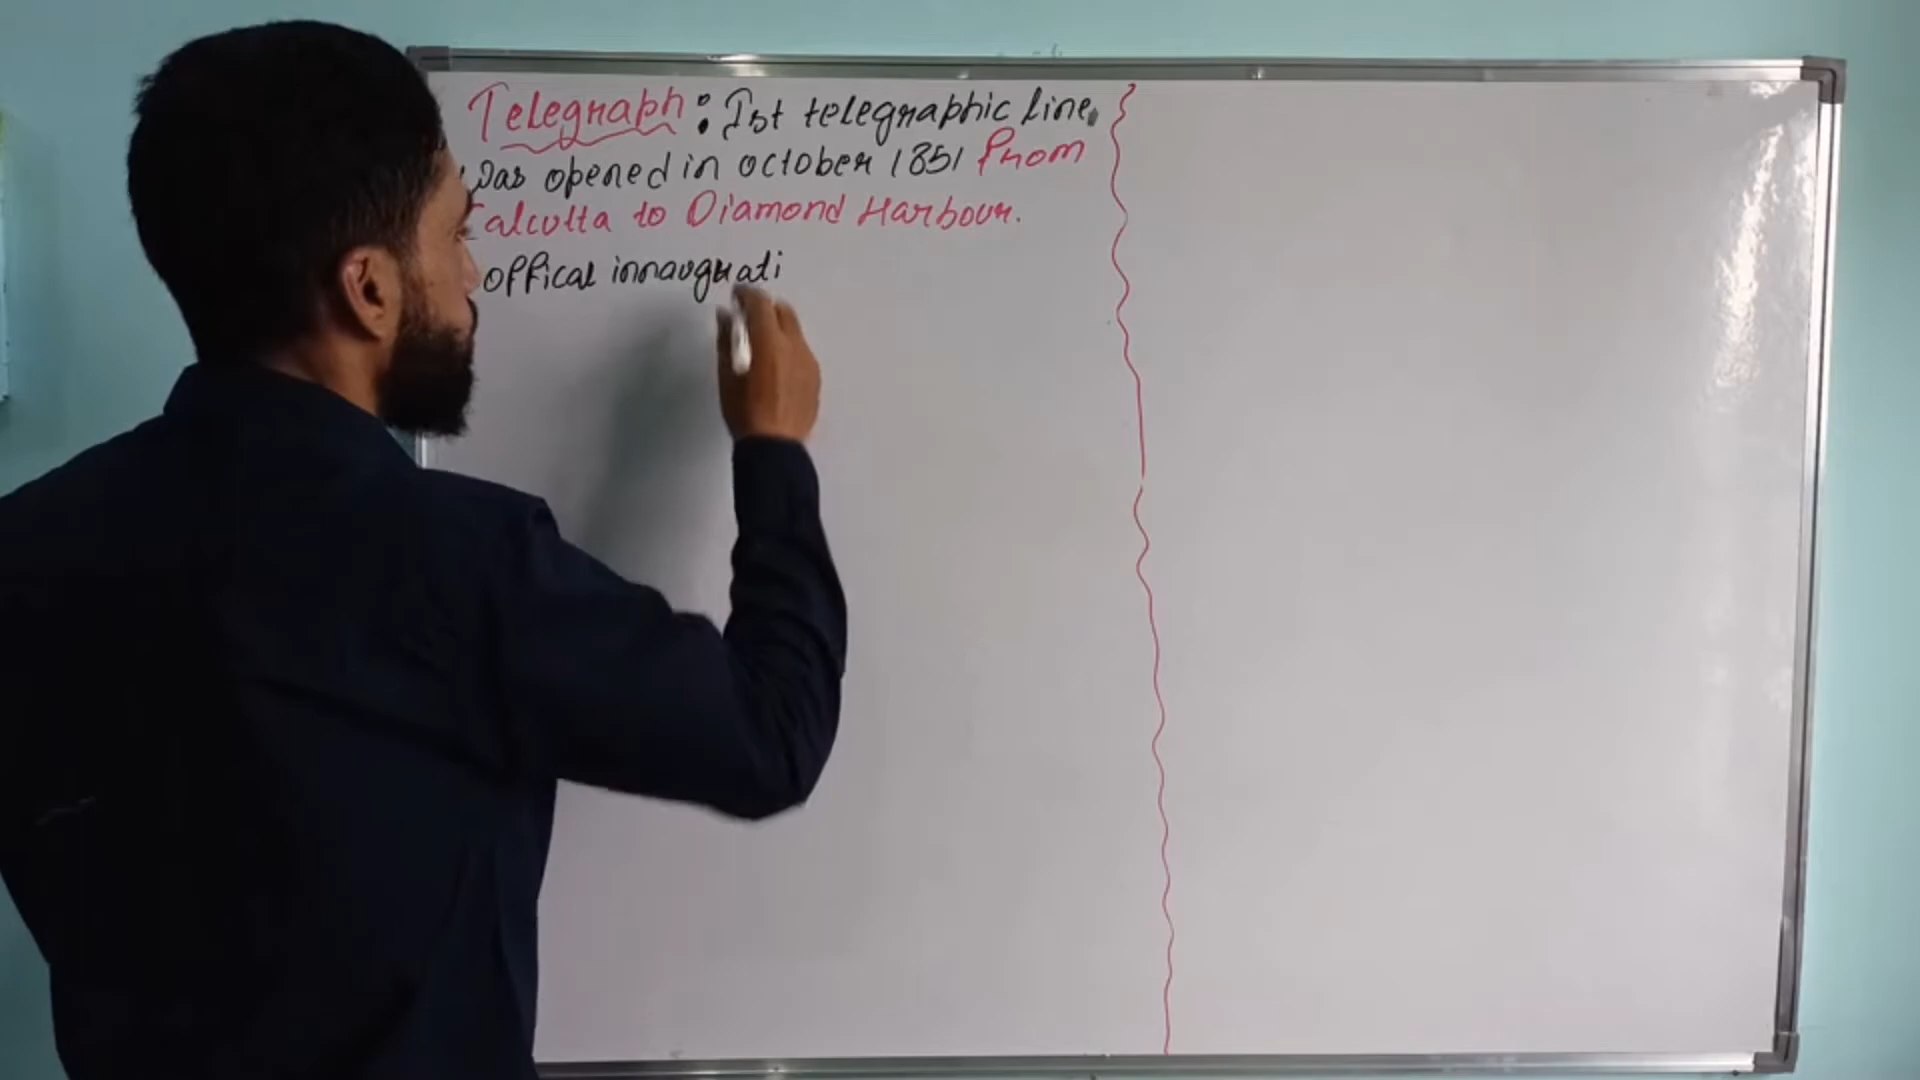 Telegraph: Ist telegraphic line
was opened in october 1851 From
Calcutta to Diamond Harbour.
offical innaugurati